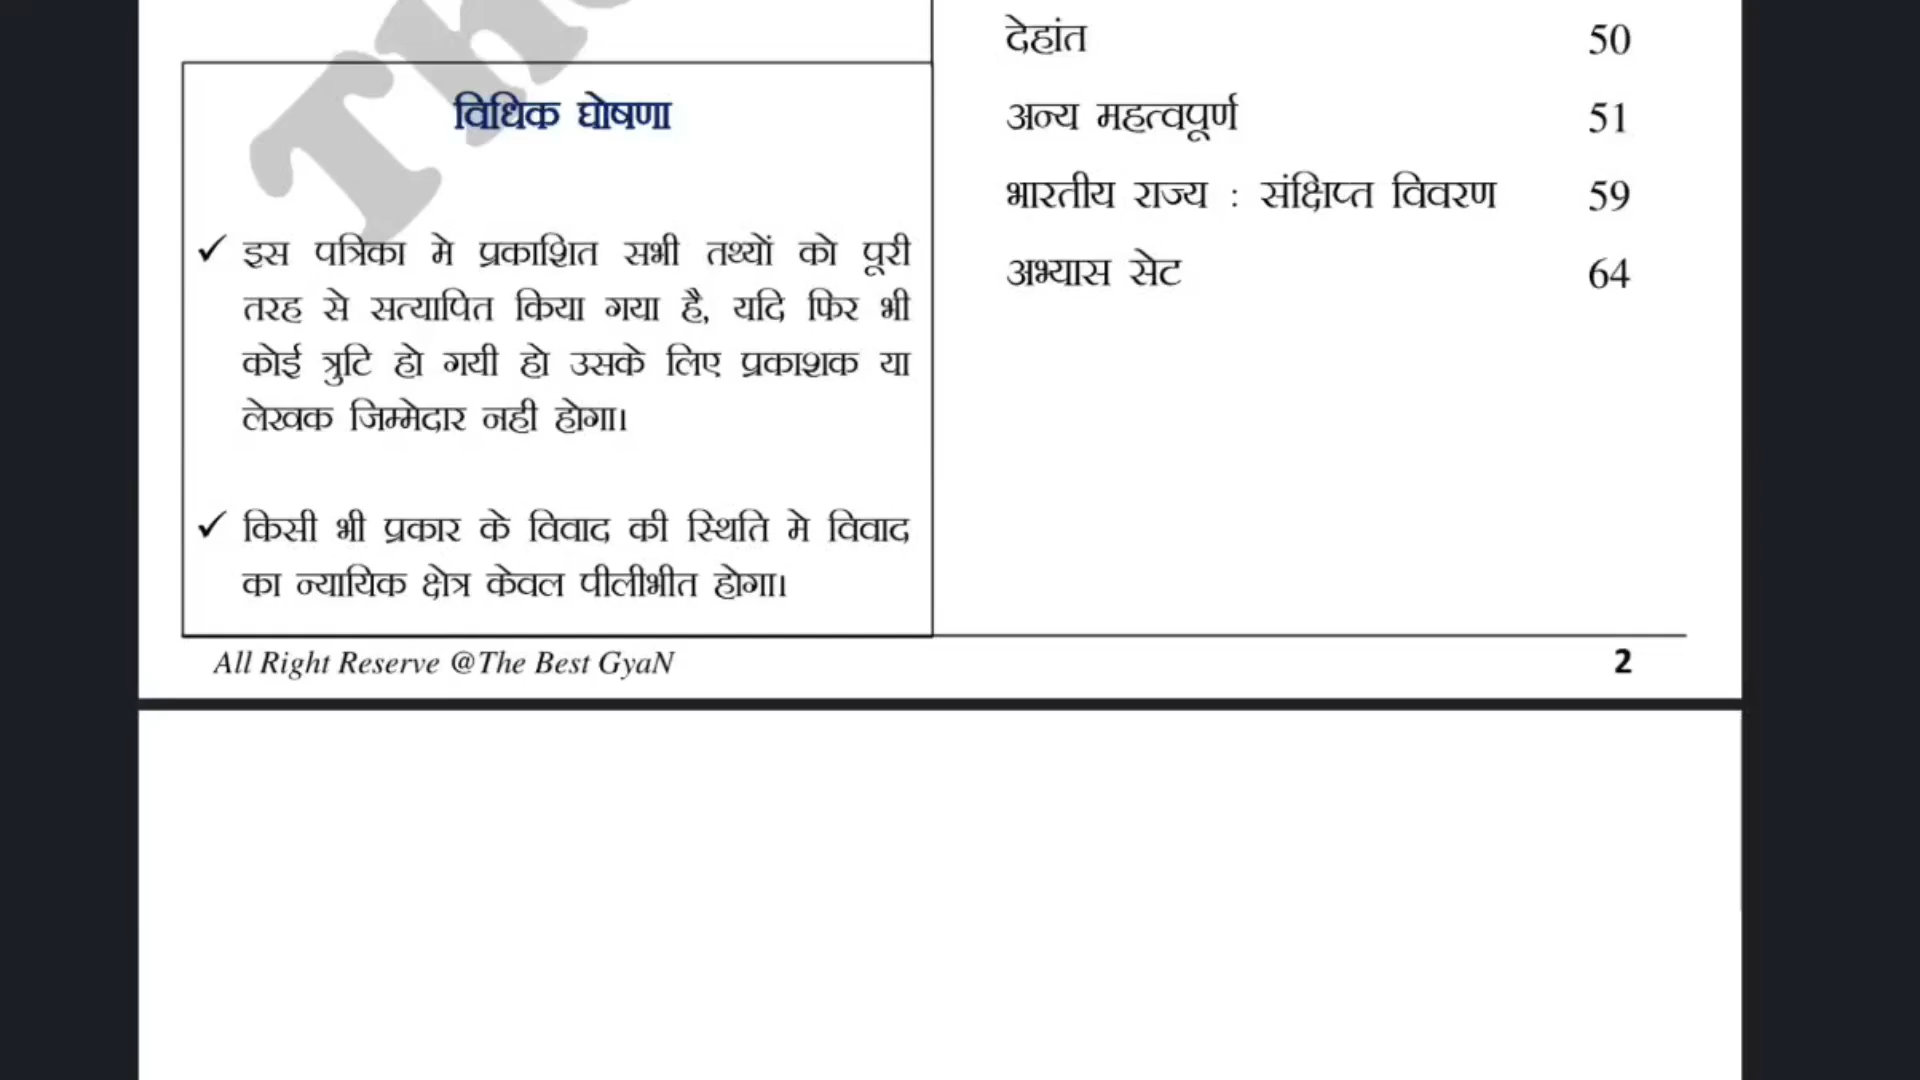 विधिक घोषणा
✓ इस पत्रिका मे प्रकाशित सभी तथ्यों को पूरी
तरह से सत्यापित किया गया है, यदि फिर भी
कोई त्रुटि हो गयी हो उसके लिए प्रकाशक या
लेखक जिम्मेदार नही होगा।
✓ किसी भी प्रकार के विवाद की स्थिति मे विवाद
का न्यायिक क्षेत्र केवल पीलीभीत होगा।
देहांत 50
अन्य महत्वपूर्ण 51
भारतीय राज्य : संक्षिप्त विवरण 59
अभ्यास सेट 64
All Right Reserve @The Best GyaN 2